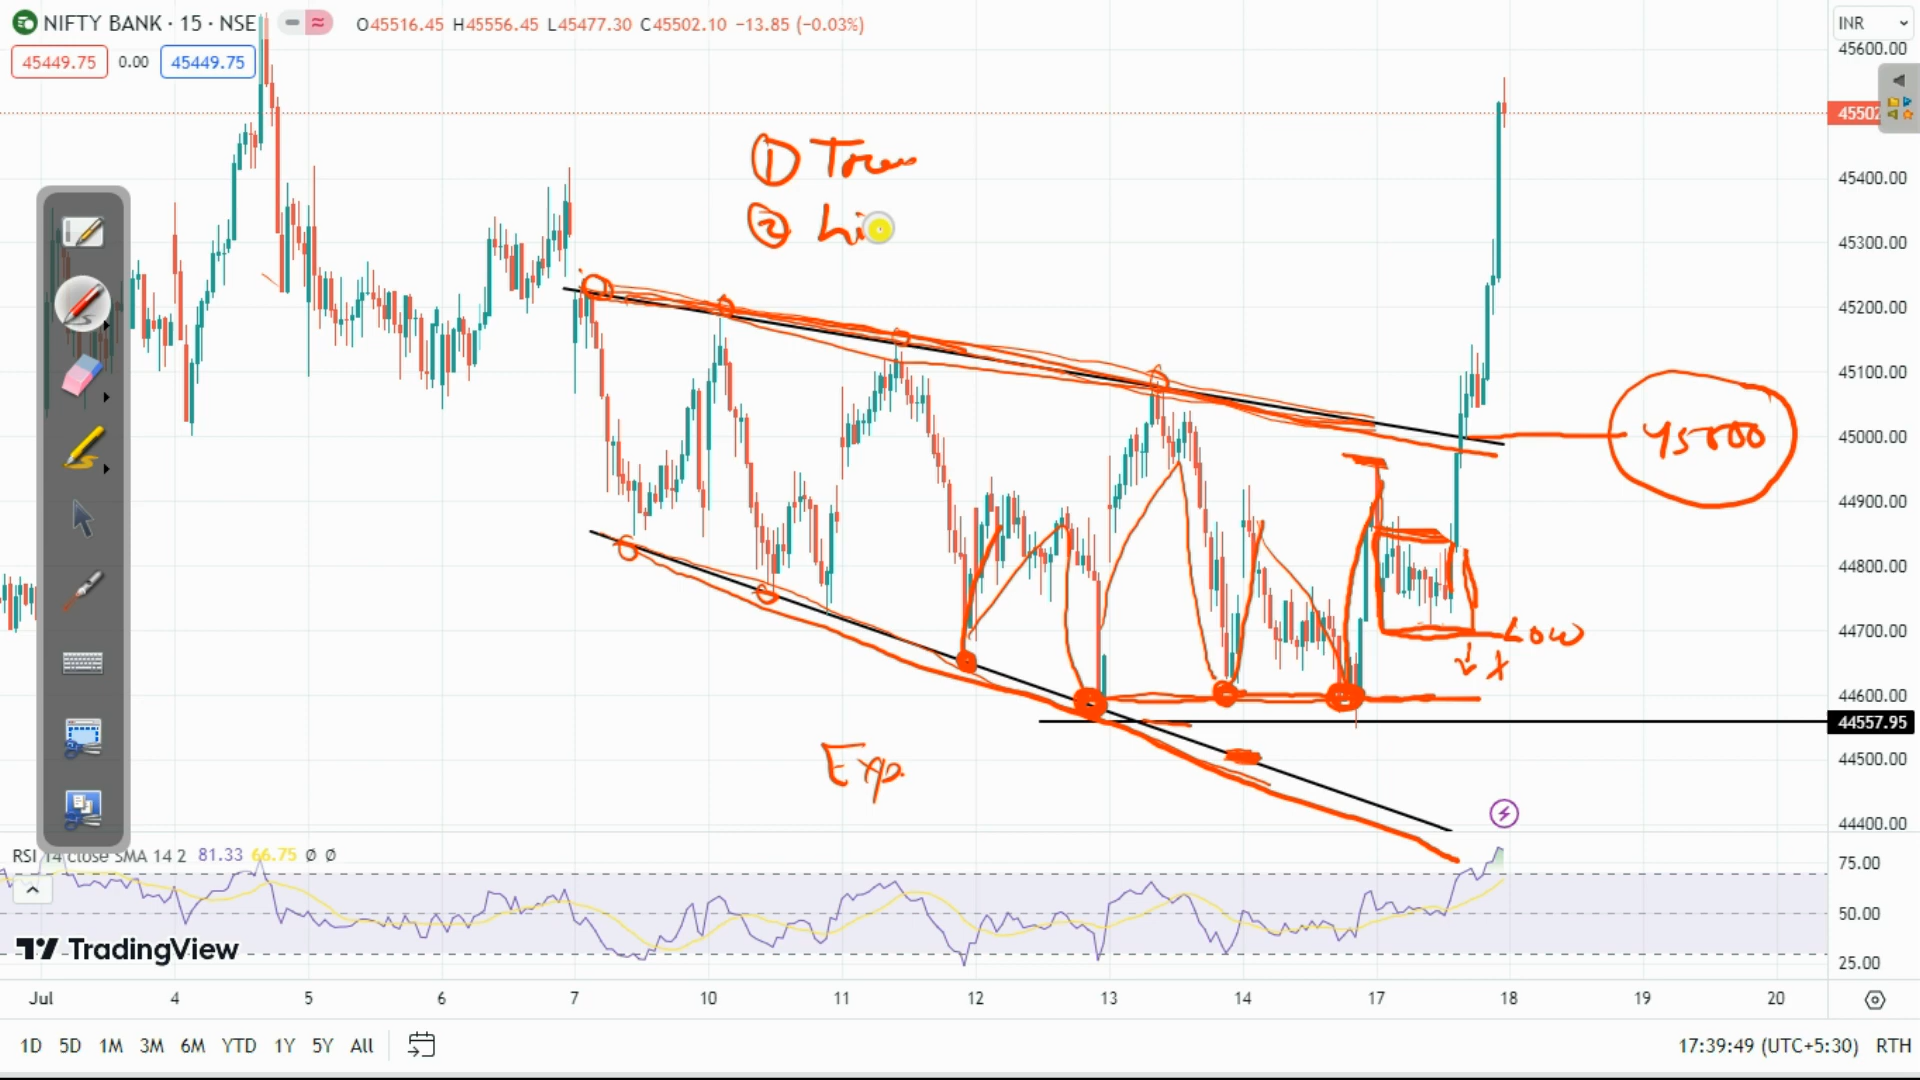 NIFTY BANK · 15 · NSE
O45516.45 H45556.45 L45477.30 C45502.10 −13.85 (−0.03%)
INR
45449.75 0.00 45449.75
45600.00
45502
45400.00
45300.00
45200.00
45100.00
45000.00
44900.00
44800.00
44700.00
44600.00
44557.95
44500.00
44400.00
①
② Li
45000
Low
x
Exp.
RSI 14 close SMA 14 2 81.33 66.75 Ø Ø
75.00
50.00
25.00
TradingView
Jul 4 5 6 7 10 11 12 13 14 17 18 19 20
1D 5D 1M 3M 6M YTD 1Y 5Y All
17:39:49 (UTC+5:30) RTH